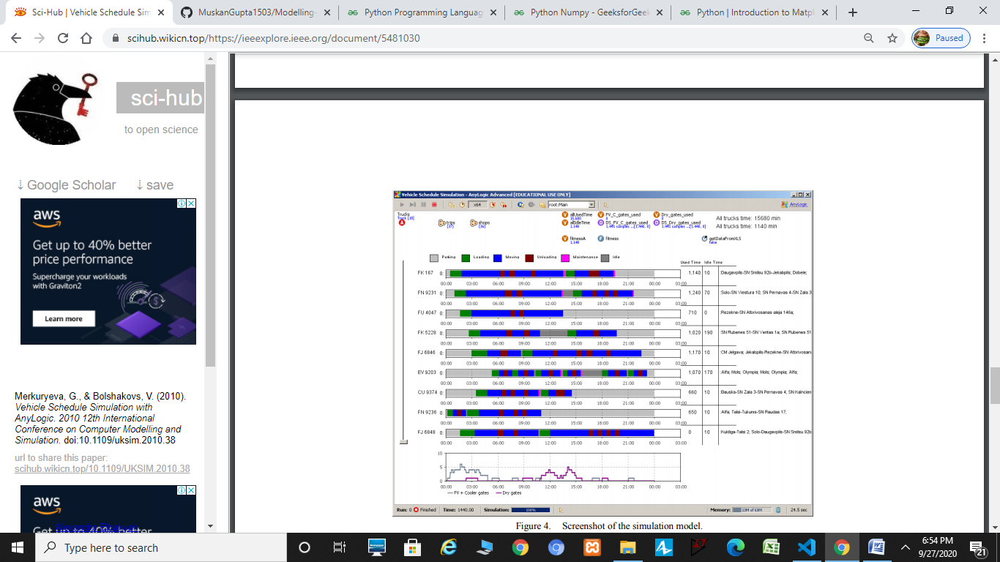 Sci-Hub | Vehicle Schedule Sim
MuskanGupta1503/Modelling-
Python Programming Languag
Python Numpy - GeeksforGeek
Python | Introduction to Matpl
scihub.wikicn.top/https://ieeexplore.ieee.org/document/5481030
Paused
sci-hub
to open science
⇣ Google Scholar
⇣ save
aws
Get up to 40% better
price performance
Supercharge your workloads
with Graviton2
Learn more
Merkuryeva, G., & Bolshakovs, V. (2010).
Vehicle Schedule Simulation with
AnyLogic. 2010 12th International
Conference on Computer Modelling and
Simulation. doi:10.1109/uksim.2010.38
url to share this paper:
scihub.wikicn.top/10.1109/UKSIM.2010.38
aws
Vehicle Schedule Simulation - AnyLogic Advanced [EDUCATIONAL USE ONLY]
x64
root:Main
AnyLogic
Trucks
Truck [18]
trips
(37)
shops
(36)
allUsedTime
15,680
allIdleTime
1,140
FV_C_gates_used
0
DS_FV_C_gates_used
1,441 samples ...[1,440, 0]
Dry_gates_used
0
DS_Dry_gates_used
1,441 samples ...[1,440, 0]
All trucks time: 15680 min
All trucks time: 1140 min
fitnessA
1,140
fitness
getDataFromXLS
false
Parking Loading Moving Unloading Maintenance Idle
Used Time Idle Time
FK 167 0: 1,140 10 :Daugavpils-SN Smilsu 92b-Jekabpils; Dobele;
00:00 03:00 06:00 09:00 12:00 15:00 18:00 21:00 00:00 03:00
FN 9231 0: 1,240 70 :Solo-SN Viestura 10; SN Pernavas 4-SN Zala 3
00:00 03:00 06:00 09:00 12:00 15:00 18:00 21:00 00:00 03:00
FU 4047 0: 710 0 :Rezekne-SN Atbrivosanas aleja 146a;
00:00 03:00 06:00 09:00 12:00 15:00 18:00 21:00 00:00 03:00
FK 5228 0: 1,020 190 :SN Rubenes 51-SN Ventas 1a; SN Rubenes 51
00:00 03:00 06:00 09:00 12:00 15:00 18:00 21:00 00:00 03:00
FJ 6846 0: 1,170 10 :CM Jelgava; Jekabpils-Rezekne-SN Atbrivosan
00:00 03:00 06:00 09:00 12:00 15:00 18:00 21:00 00:00 03:00
EV 9203 0: 1,070 170 :Alfa; Mols; Olympia; Mols; Olympia; Alfa;
00:00 03:00 06:00 09:00 12:00 15:00 18:00 21:00 00:00 03:00
CU 9374 0: 660 10 :Bauska-SN Zala 3-SN Pernavas 4; SN Kalncien
00:00 03:00 06:00 09:00 12:00 15:00 18:00 21:00 00:00 03:00
FN 9236 0: 650 10 :Alfa; Talsi-Tukums-SN Raudas 17;
00:00 03:00 06:00 09:00 12:00 15:00 18:00 21:00 00:00 03:00
FJ 6848 0: 0 10 :Kuldiga-Talsi 2; Solo-Daugavpils-SN Smilsu 92b
00:00 03:00 06:00 09:00 12:00 15:00 18:00 21:00 00:00 03:00
10
5
0
00:00 03:00 06:00 09:00 12:00 15:00 18:00 21:00 00:00 03:00
FV + Cooler gates Dry gates
Run: 0 Finished Time: 1440.00 Simulation: 100% Memory: 13M of 63M 24.5 sec
Figure 4. Screenshot of the simulation model.
Type here to search
6:54 PM
9/27/2020
21